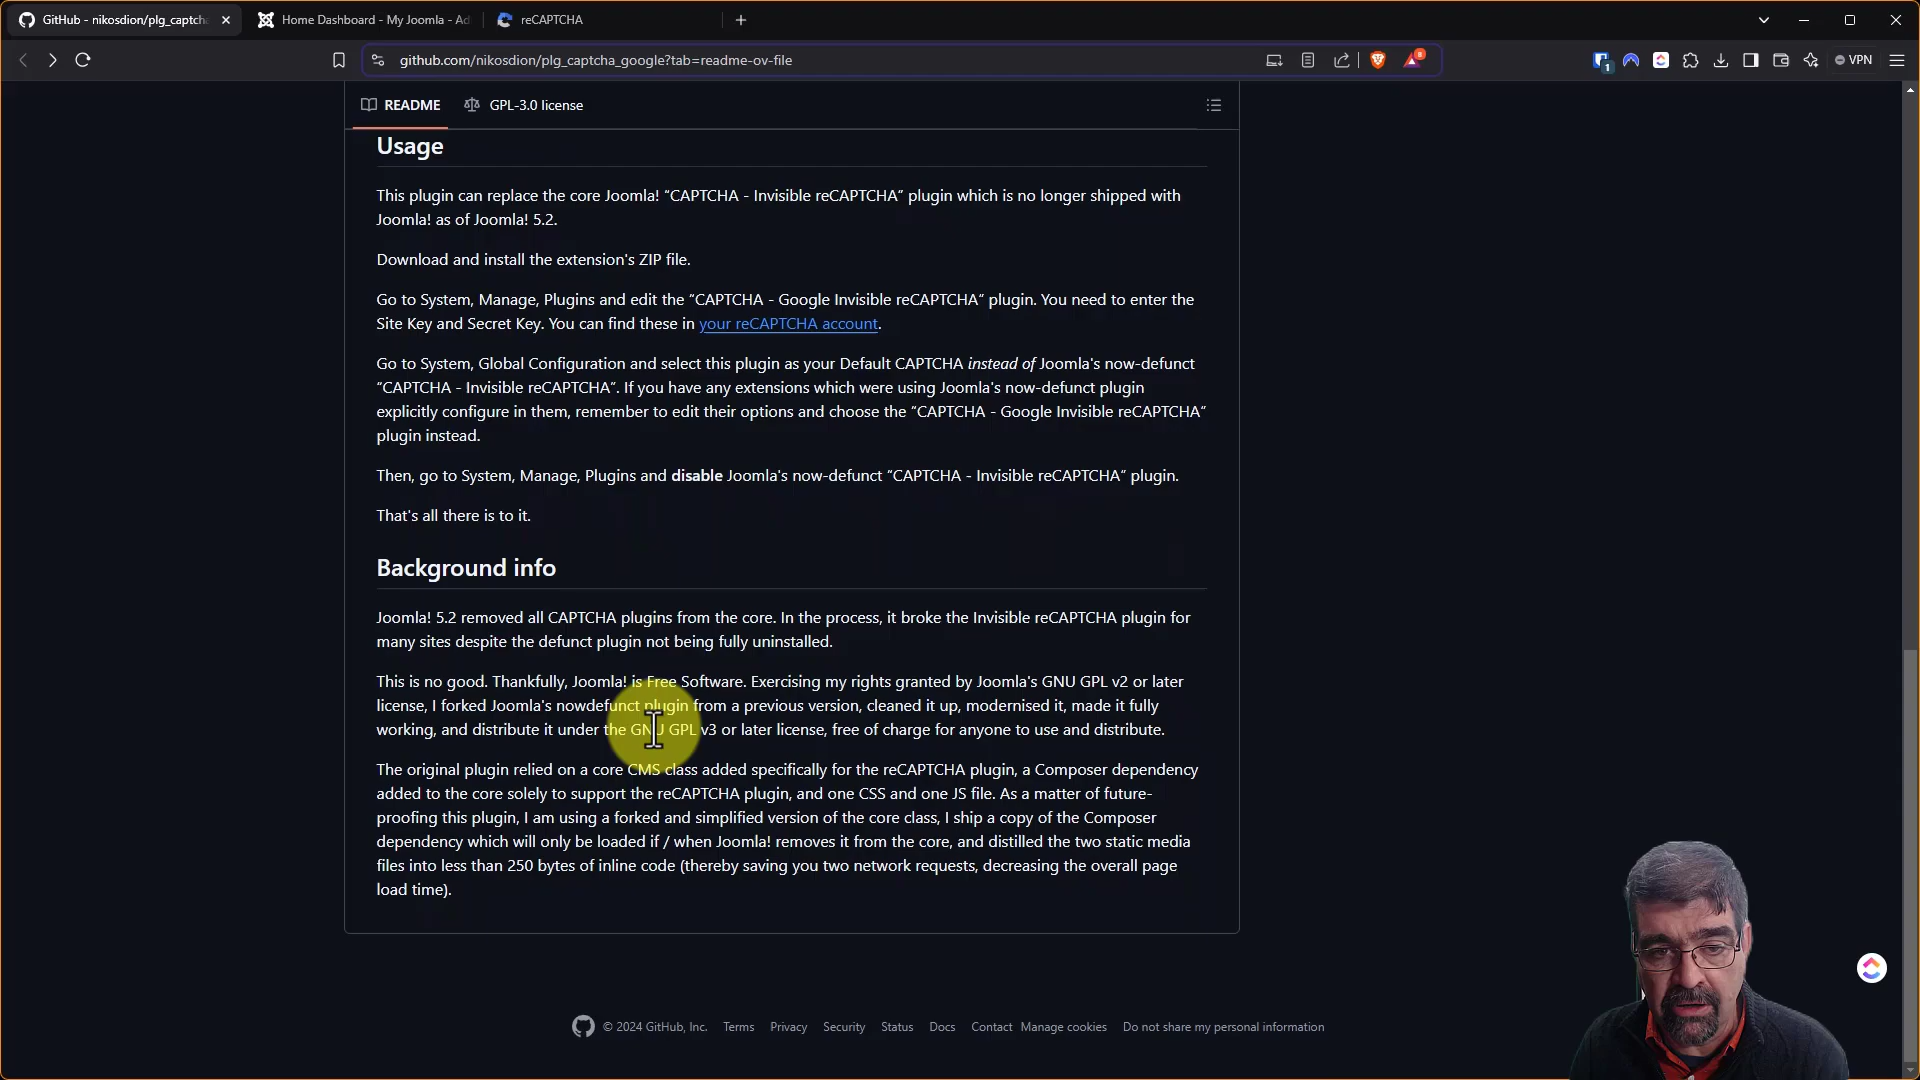 GitHub - nikosdion/plg_captch
Home Dashboard - My Joomla - Ad
reCAPTCHA
github.com/nikosdion/plg_captcha_google?tab=readme-ov-file
8
1
VPN
README
GPL-3.0 license
Usage
This plugin can replace the core Joomla! “CAPTCHA - Invisible reCAPTCHA” plugin which is no longer shipped with
Joomla! as of Joomla! 5.2.
Download and install the extension's ZIP file.
Go to System, Manage, Plugins and edit the “CAPTCHA - Google Invisible reCAPTCHA“ plugin. You need to enter the
Site Key and Secret Key. You can find these in your reCAPTCHA account.
Go to System, Global Configuration and select this plugin as your Default CAPTCHA instead of Joomla's now-defunct
“CAPTCHA - Invisible reCAPTCHA“. If you have any extensions which were using Joomla's now-defunct plugin
explicitly configure in them, remember to edit their options and choose the “CAPTCHA - Google Invisible reCAPTCHA”
plugin instead.
Then, go to System, Manage, Plugins and disable Joomla's now-defunct “CAPTCHA - Invisible reCAPTCHA“ plugin.
That's all there is to it.
Background info
Joomla! 5.2 removed all CAPTCHA plugins from the core. In the process, it broke the Invisible reCAPTCHA plugin for
many sites despite the defunct plugin not being fully uninstalled.
This is no good. Thankfully, Joomla! is Free Software. Exercising my rights granted by Joomla's GNU GPL v2 or later
license, I forked Joomla's nowdefunct plugin from a previous version, cleaned it up, modernised it, made it fully
working, and distribute it under the GNU GPL v3 or later license, free of charge for anyone to use and distribute.
The original plugin relied on a core CMS class added specifically for the reCAPTCHA plugin, a Composer dependency
added to the core solely to support the reCAPTCHA plugin, and one CSS and one JS file. As a matter of future-
proofing this plugin, I am using a forked and simplified version of the core class, I ship a copy of the Composer
dependency which will only be loaded if / when Joomla! removes it from the core, and distilled the two static media
files into less than 250 bytes of inline code (thereby saving you two network requests, decreasing the overall page
load time).
© 2024 GitHub, Inc. Terms Privacy Security Status Docs Contact Manage cookies Do not share my personal information